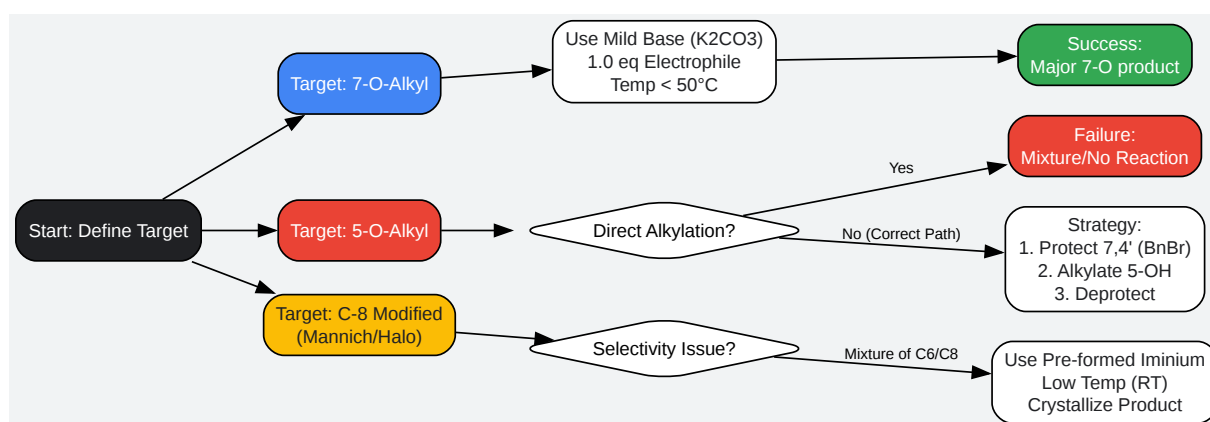 Start: Define Target
Target: 7-O-Alkyl
Use Mild Base (K2CO3)
1.0 eq Electrophile
Temp < 50°C
Success:
Major 7-O product
Target: 5-O-Alkyl
Direct Alkylation?
Yes
Failure:
Mixture/No Reaction
No (Correct Path)
Strategy:
1. Protect 7,4' (BnBr)
2. Alkylate 5-OH
3. Deprotect
Target: C-8 Modified
(Mannich/Halo)
Selectivity Issue?
Mixture of C6/C8
Use Pre-formed Iminium
Low Temp (RT)
Crystallize Product